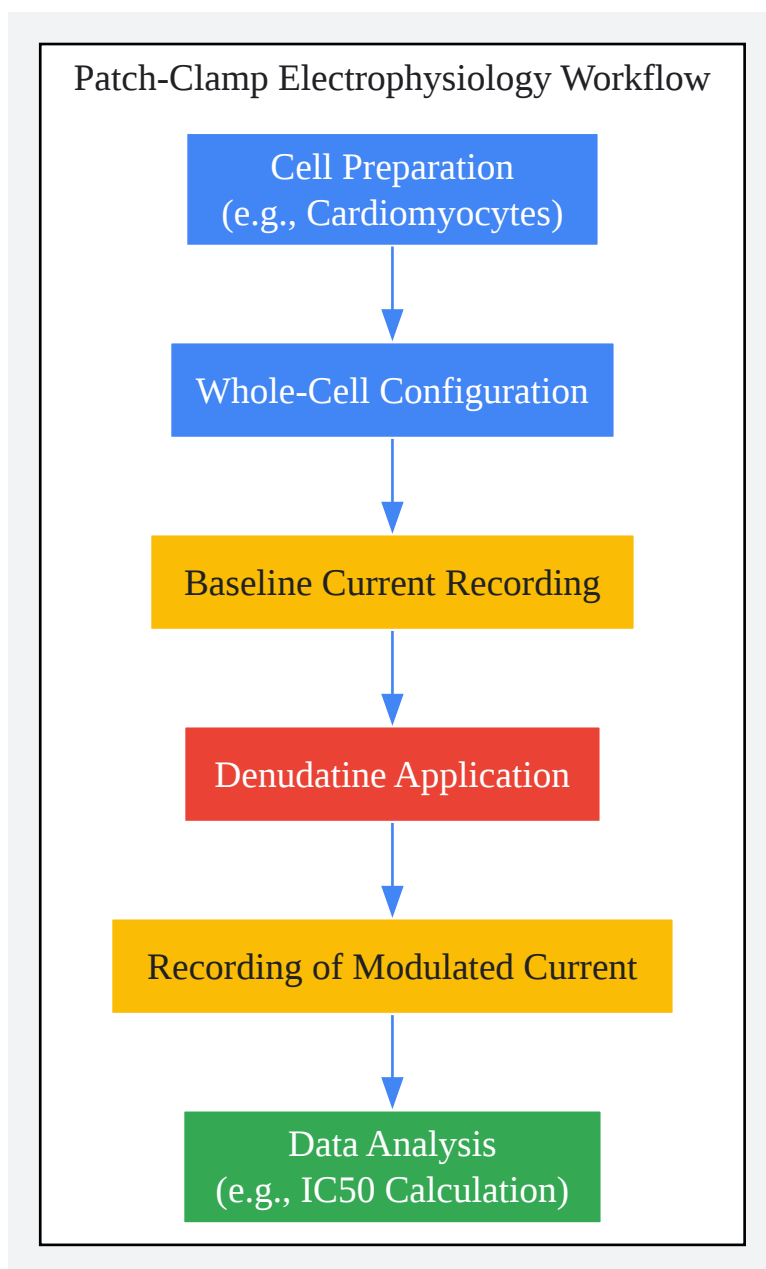 Patch-Clamp Electrophysiology Workflow
Cell Preparation
(e.g., Cardiomyocytes)
Whole-Cell Configuration
Baseline Current Recording
Denudatine Application
Recording of Modulated Current
Data Analysis
(e.g., IC50 Calculation)